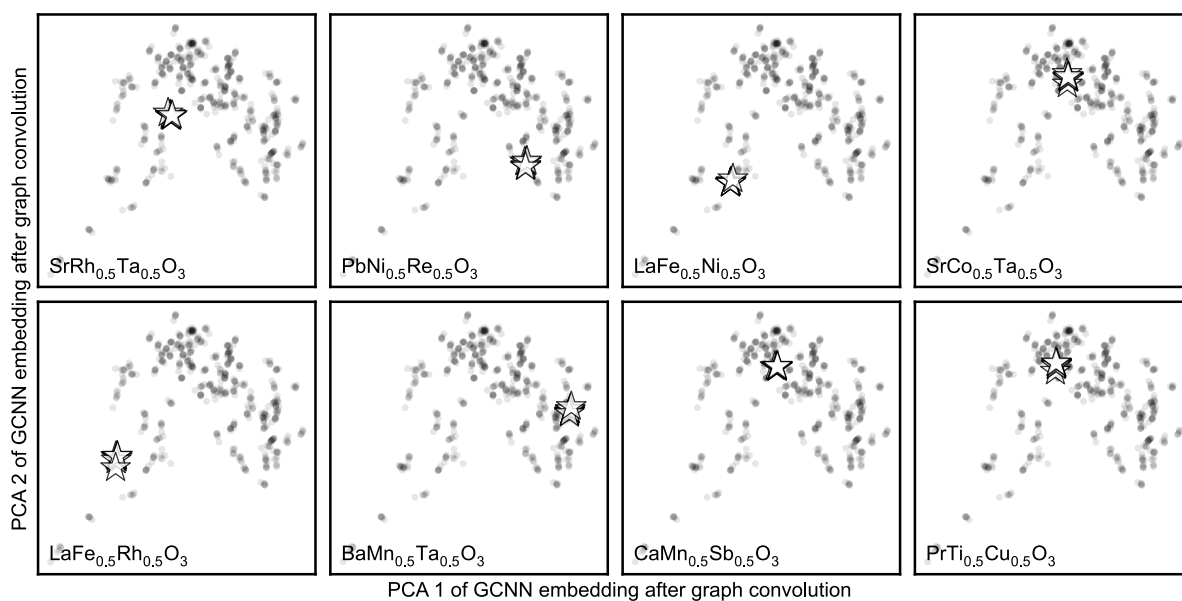 PCA 2 of GCNN embedding after graph convolution
SrRh₀.₅Ta₀.₅O₃
PbNi₀.₅Re₀.₅O₃
LaFe₀.₅Ni₀.₅O₃
SrCo₀.₅Ta₀.₅O₃
LaFe₀.₅Rh₀.₅O₃
BaMn₀.₅Ta₀.₅O₃
CaMn₀.₅Sb₀.₅O₃
PrTi₀.₅Cu₀.₅O₃
PCA 1 of GCNN embedding after graph convolution